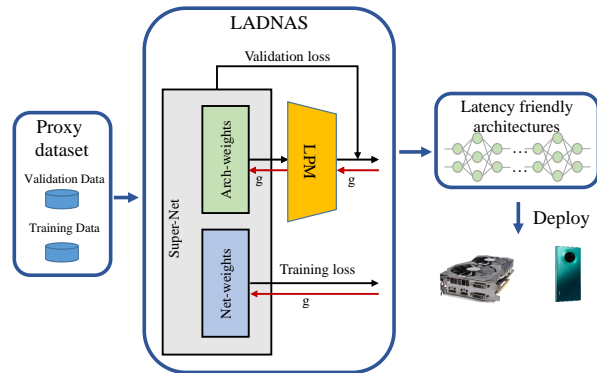 LADNAS
Proxy
dataset
Validation Data
Training Data
Super-Net
Arch-weights
Net-weights
Validation loss
LPM
g
g
Training loss
g
Latency friendly
architectures
Deploy